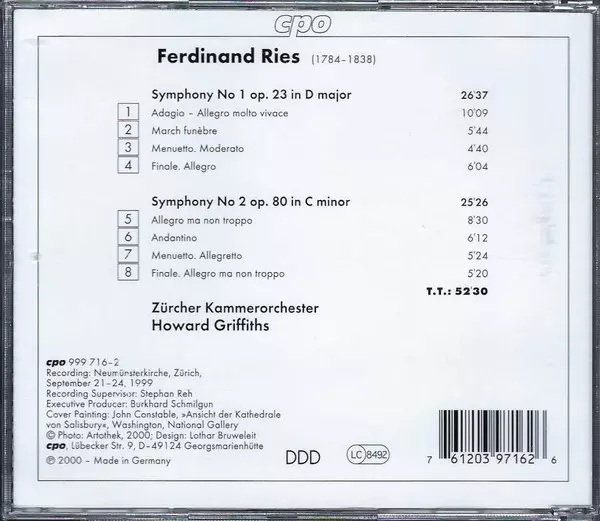 cpo
Ferdinand Ries (1784–1838)
Symphony No 1 op. 23 in D major 26'37
1 Adagio – Allegro molto vivace 10'09
2 March funèbre 5'44
3 Menuetto. Moderato 4'40
4 Finale. Allegro 6'04
Symphony No 2 op. 80 in C minor 25'26
5 Allegro ma non troppo 8'30
6 Andantino 6'12
7 Menuetto. Allegretto 5'24
8 Finale. Allegro ma non troppo 5'20
T.T.: 52'30
Zürcher Kammerorchester
Howard Griffiths
cpo 999 716–2
Recording: Neumünsterkirche, Zürich,
September 21–24, 1999
Recording Supervisor: Stephan Reh
Executive Producer: Burkhard Schmilgun
Cover Painting: John Constable, »Ansicht der Kathedrale
von Salisbury«, Washington, National Gallery
© Photo: Artothek, 2000; Design: Lothar Bruweleit
cpo, Lübecker Str. 9, D–49124 Georgsmarienhütte
℗ 2000 – Made in Germany
DDD
LC 8492
7 61203 97162 6